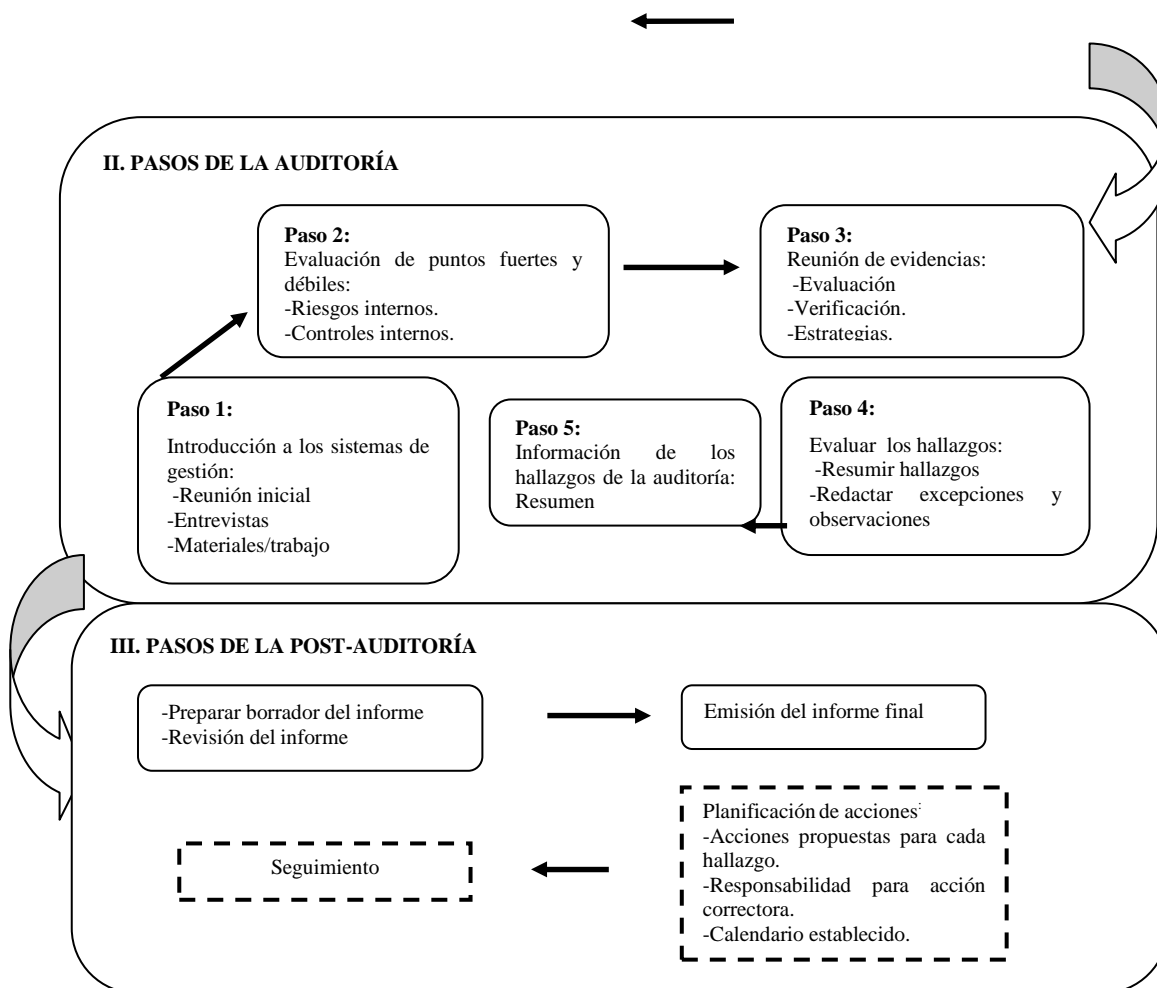 II. PASOS DE LA AUDITORÍA
Paso 2:
Evaluación de puntos fuertes y
débiles:
-Riesgos internos.
-Controles internos.
Paso 3:
Reunión de evidencias:
-Evaluación
-Verificación.
-Estrategias.
Paso 1:
Introducción a los sistemas de
gestión:
-Reunión inicial
-Entrevistas
-Materiales/trabajo
Paso 5:
Información de los
hallazgos de la auditoría:
Resumen
Paso 4:
Evaluar los hallazgos:
-Resumir hallazgos
-Redactar excepciones y
observaciones
III. PASOS DE LA POST-AUDITORÍA
-Preparar borrador del informe
-Revisión del informe
Emisión del informe final
Planificación de acciones:
-Acciones propuestas para cada
hallazgo.
-Responsabilidad para acción
correctora.
-Calendario establecido.
Seguimiento